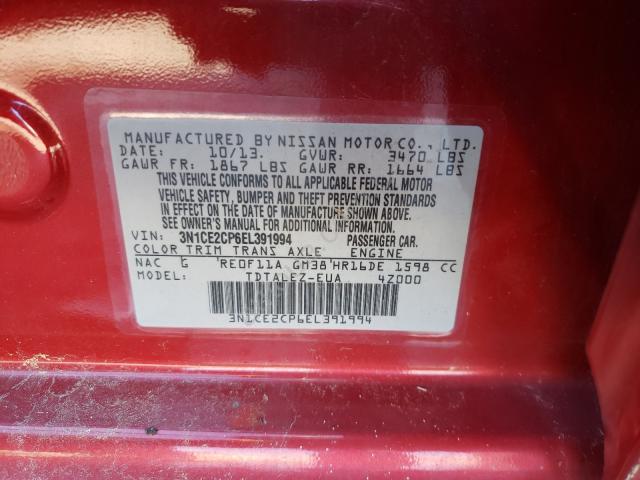 MANUFACTURED BY NISSAN MOTOR CO., LTD.
DATE: 10/13. GVWR: 3470 LBS
GAWR FR: 1867 LBS GAWR RR: 1664 LBS
THIS VEHICLE CONFORMS TO ALL APPLICABLE FEDERAL MOTOR
VEHICLE SAFETY, BUMPER AND THEFT PREVENTION STANDARDS
IN EFFECT ON THE DATE OF MANUFACTURE SHOWN ABOVE.
SEE OWNER'S MANUAL FOR ADDITIONAL INFORMATION.
VIN: 3N1CE2CP6EL391994 PASSENGER CAR.
COLOR TRIM TRANS AXLE ENGINE
NAC G RE0F11A GM38 HR16DE 1598 CC
MODEL: TDTALEZ-EUA 4Z000
3N1CE2CP6EL391994